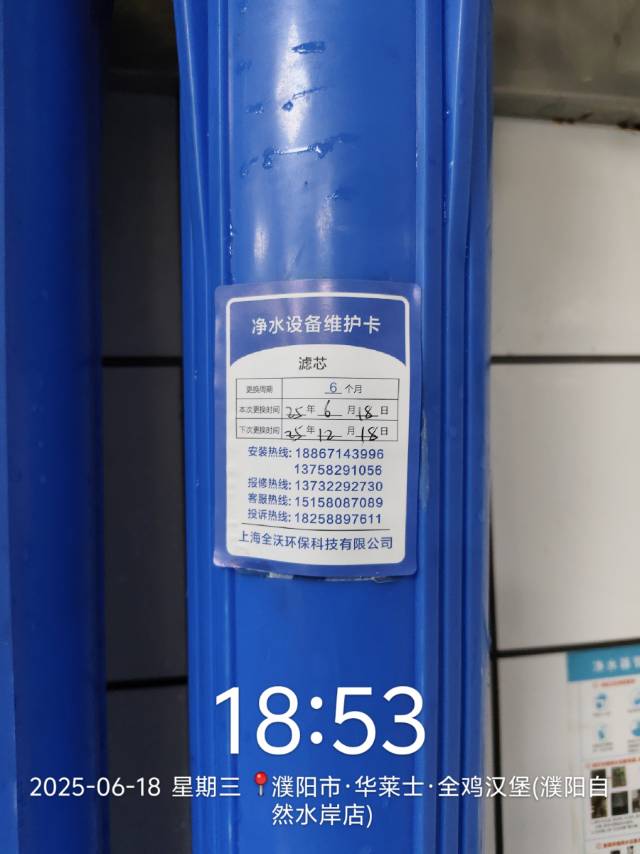 净水设备维护卡
滤芯
更换周期 6 个月
本次更换时间 25 年 6 月 18 日
下次更换时间 25 年 12 月 18 日
安装热线: 18867143996
13758291056
报修热线: 13732292730
客服热线: 15158087089
投诉热线: 18258897611
上海全沃环保科技有限公司
净水器
18:53
2025-06-18 星期三 📍濮阳市·华莱士·全鸡汉堡(濮阳自
然水岸店)